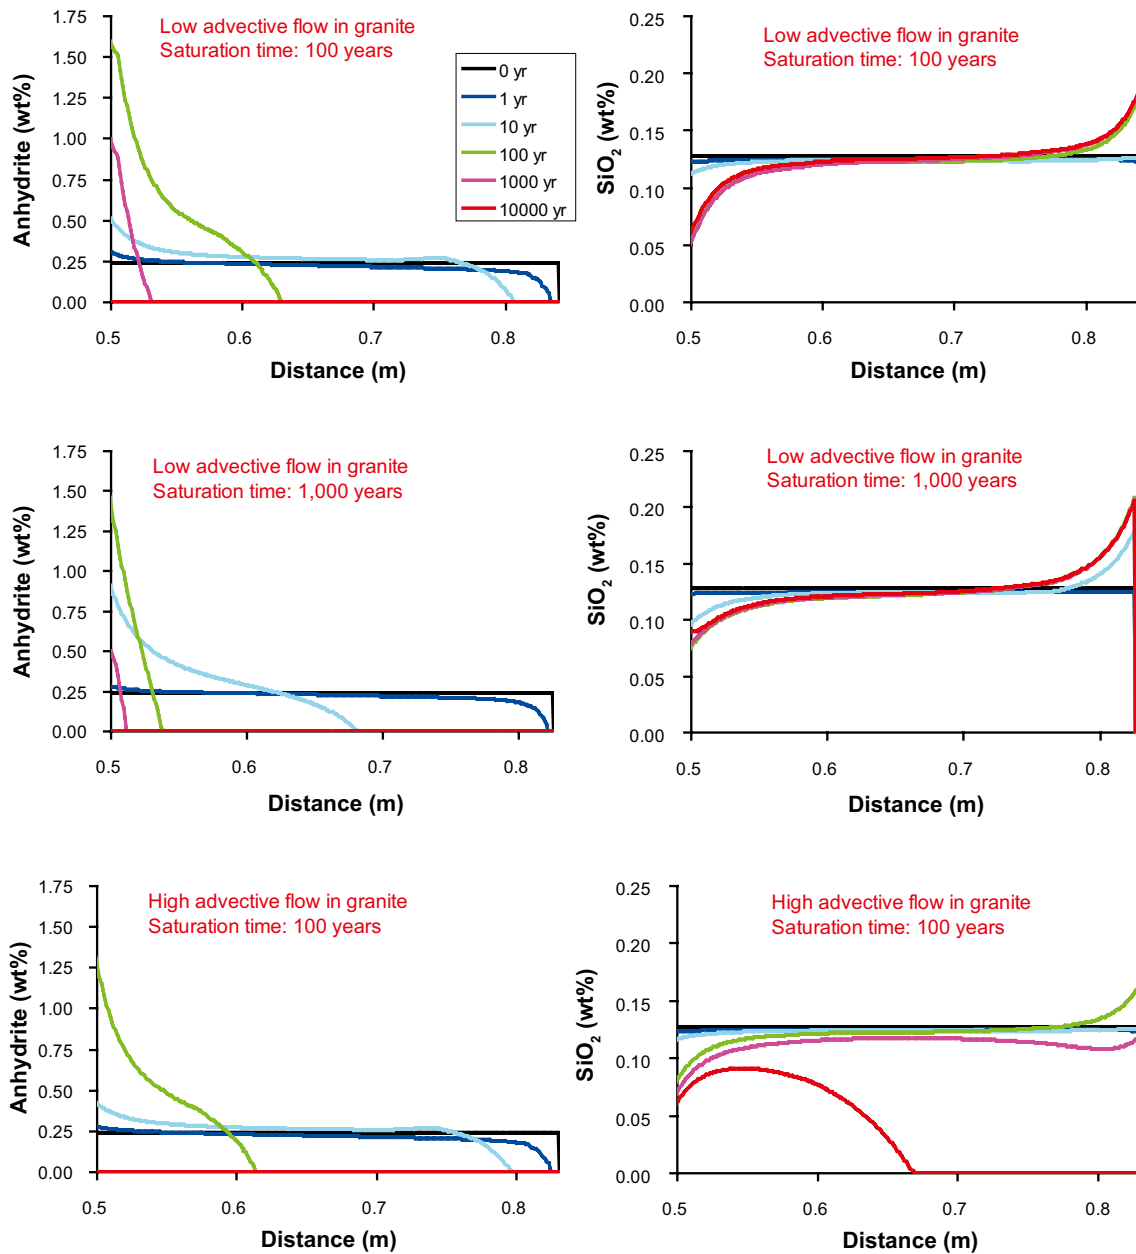 Low advective flow in granite
Saturation time: 100 years
Anhydrite (wt%)
1.75
1.50
1.25
1.00
0.75
0.50
0.25
0.00
0 yr
1 yr
10 yr
100 yr
1000 yr
10000 yr
0.5
0.6
0.7
0.8
Distance (m)
Low advective flow in granite
Saturation time: 100 years
SiO₂ (wt%)
0.25
0.20
0.15
0.10
0.05
0.00
0.5
0.6
0.7
0.8
Distance (m)
Low advective flow in granite
Saturation time: 1,000 years
Anhydrite (wt%)
1.75
1.50
1.25
1.00
0.75
0.50
0.25
0.00
0.5
0.6
0.7
0.8
Distance (m)
Low advective flow in granite
Saturation time: 1,000 years
SiO₂ (wt%)
0.25
0.20
0.15
0.10
0.05
0.00
0.5
0.6
0.7
0.8
Distance (m)
High advective flow in granite
Saturation time: 100 years
Anhydrite (wt%)
1.75
1.50
1.25
1.00
0.75
0.50
0.25
0.00
0.5
0.6
0.7
0.8
Distance (m)
High advective flow in granite
Saturation time: 100 years
SiO₂ (wt%)
0.25
0.20
0.15
0.10
0.05
0.00
0.5
0.6
0.7
0.8
Distance (m)